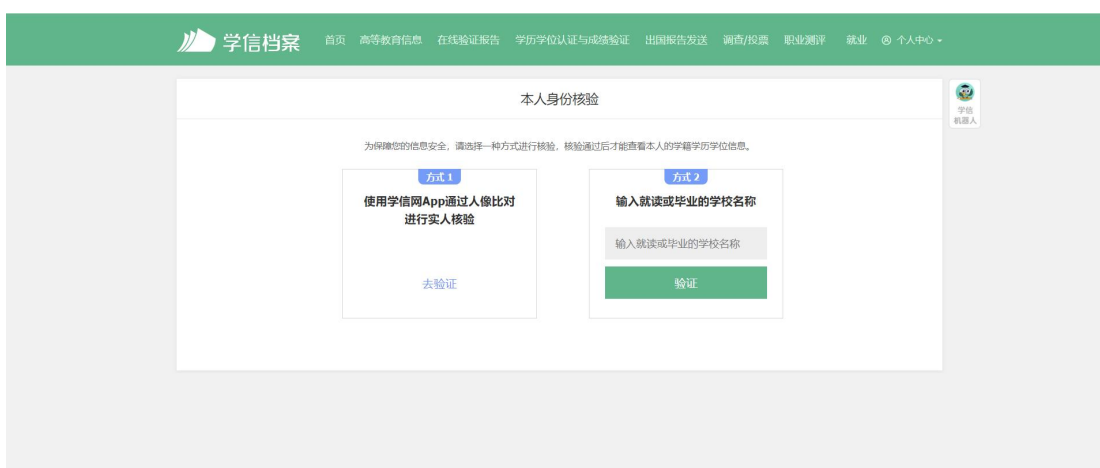 学信档案
首页 高等教育信息 在线验证报告 学历学位认证与成绩验证 出国报告发送 调查/投票 职业测评 就业 个人中心
本人身份核验
学信
机器人
为保障您的信息安全，请选择一种方式进行核验，核验通过后才能查看本人的学籍学历学位信息。
方式 1
使用学信网App通过人像比对
进行实人核验
去验证
方式 2
输入就读或毕业的学校名称
输入就读或毕业的学校名称
验证